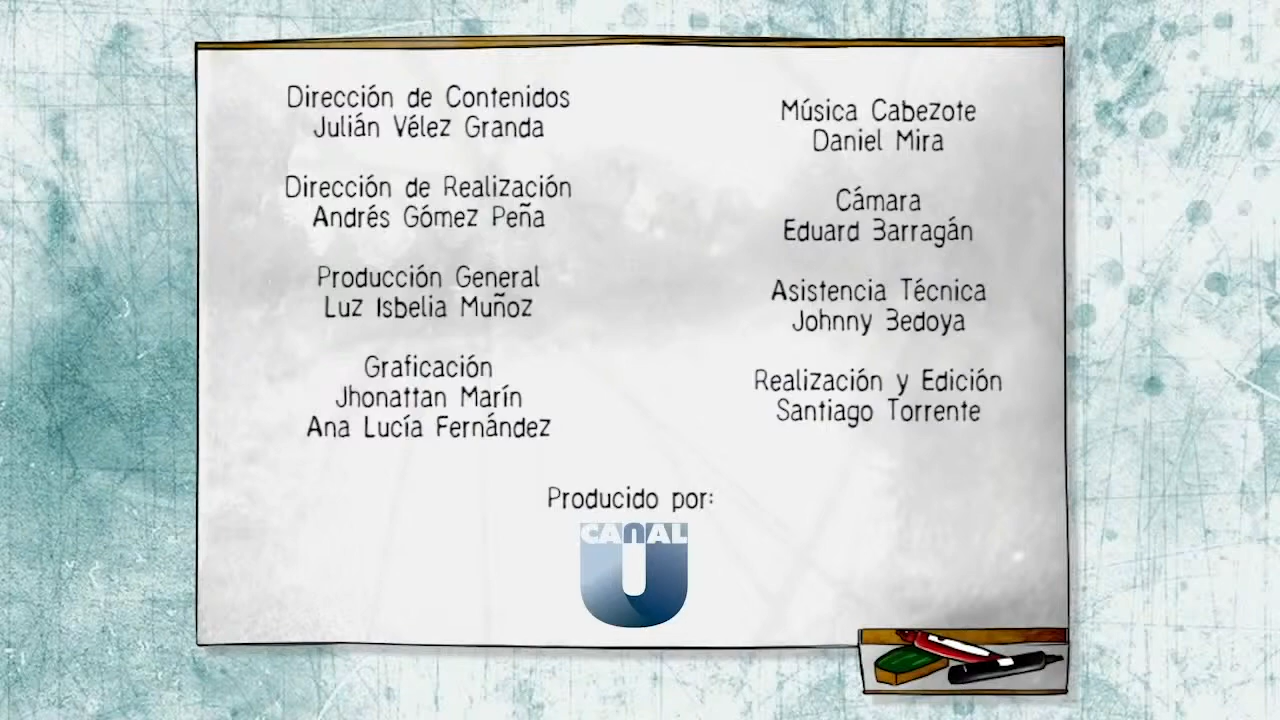 Dirección de Contenidos
Julián Vélez Granda
Dirección de Realización
Andrés Gómez Peña
Producción General
Luz Isbelia Muñoz
Graficación
Jhonattan Marín
Ana Lucía Fernández
Música Cabezote
Daniel Mira
Cámara
Eduard Barragán
Asistencia Técnica
Johnny Bedoya
Realización y Edición
Santiago Torrente
Producido por:
CANAL
U